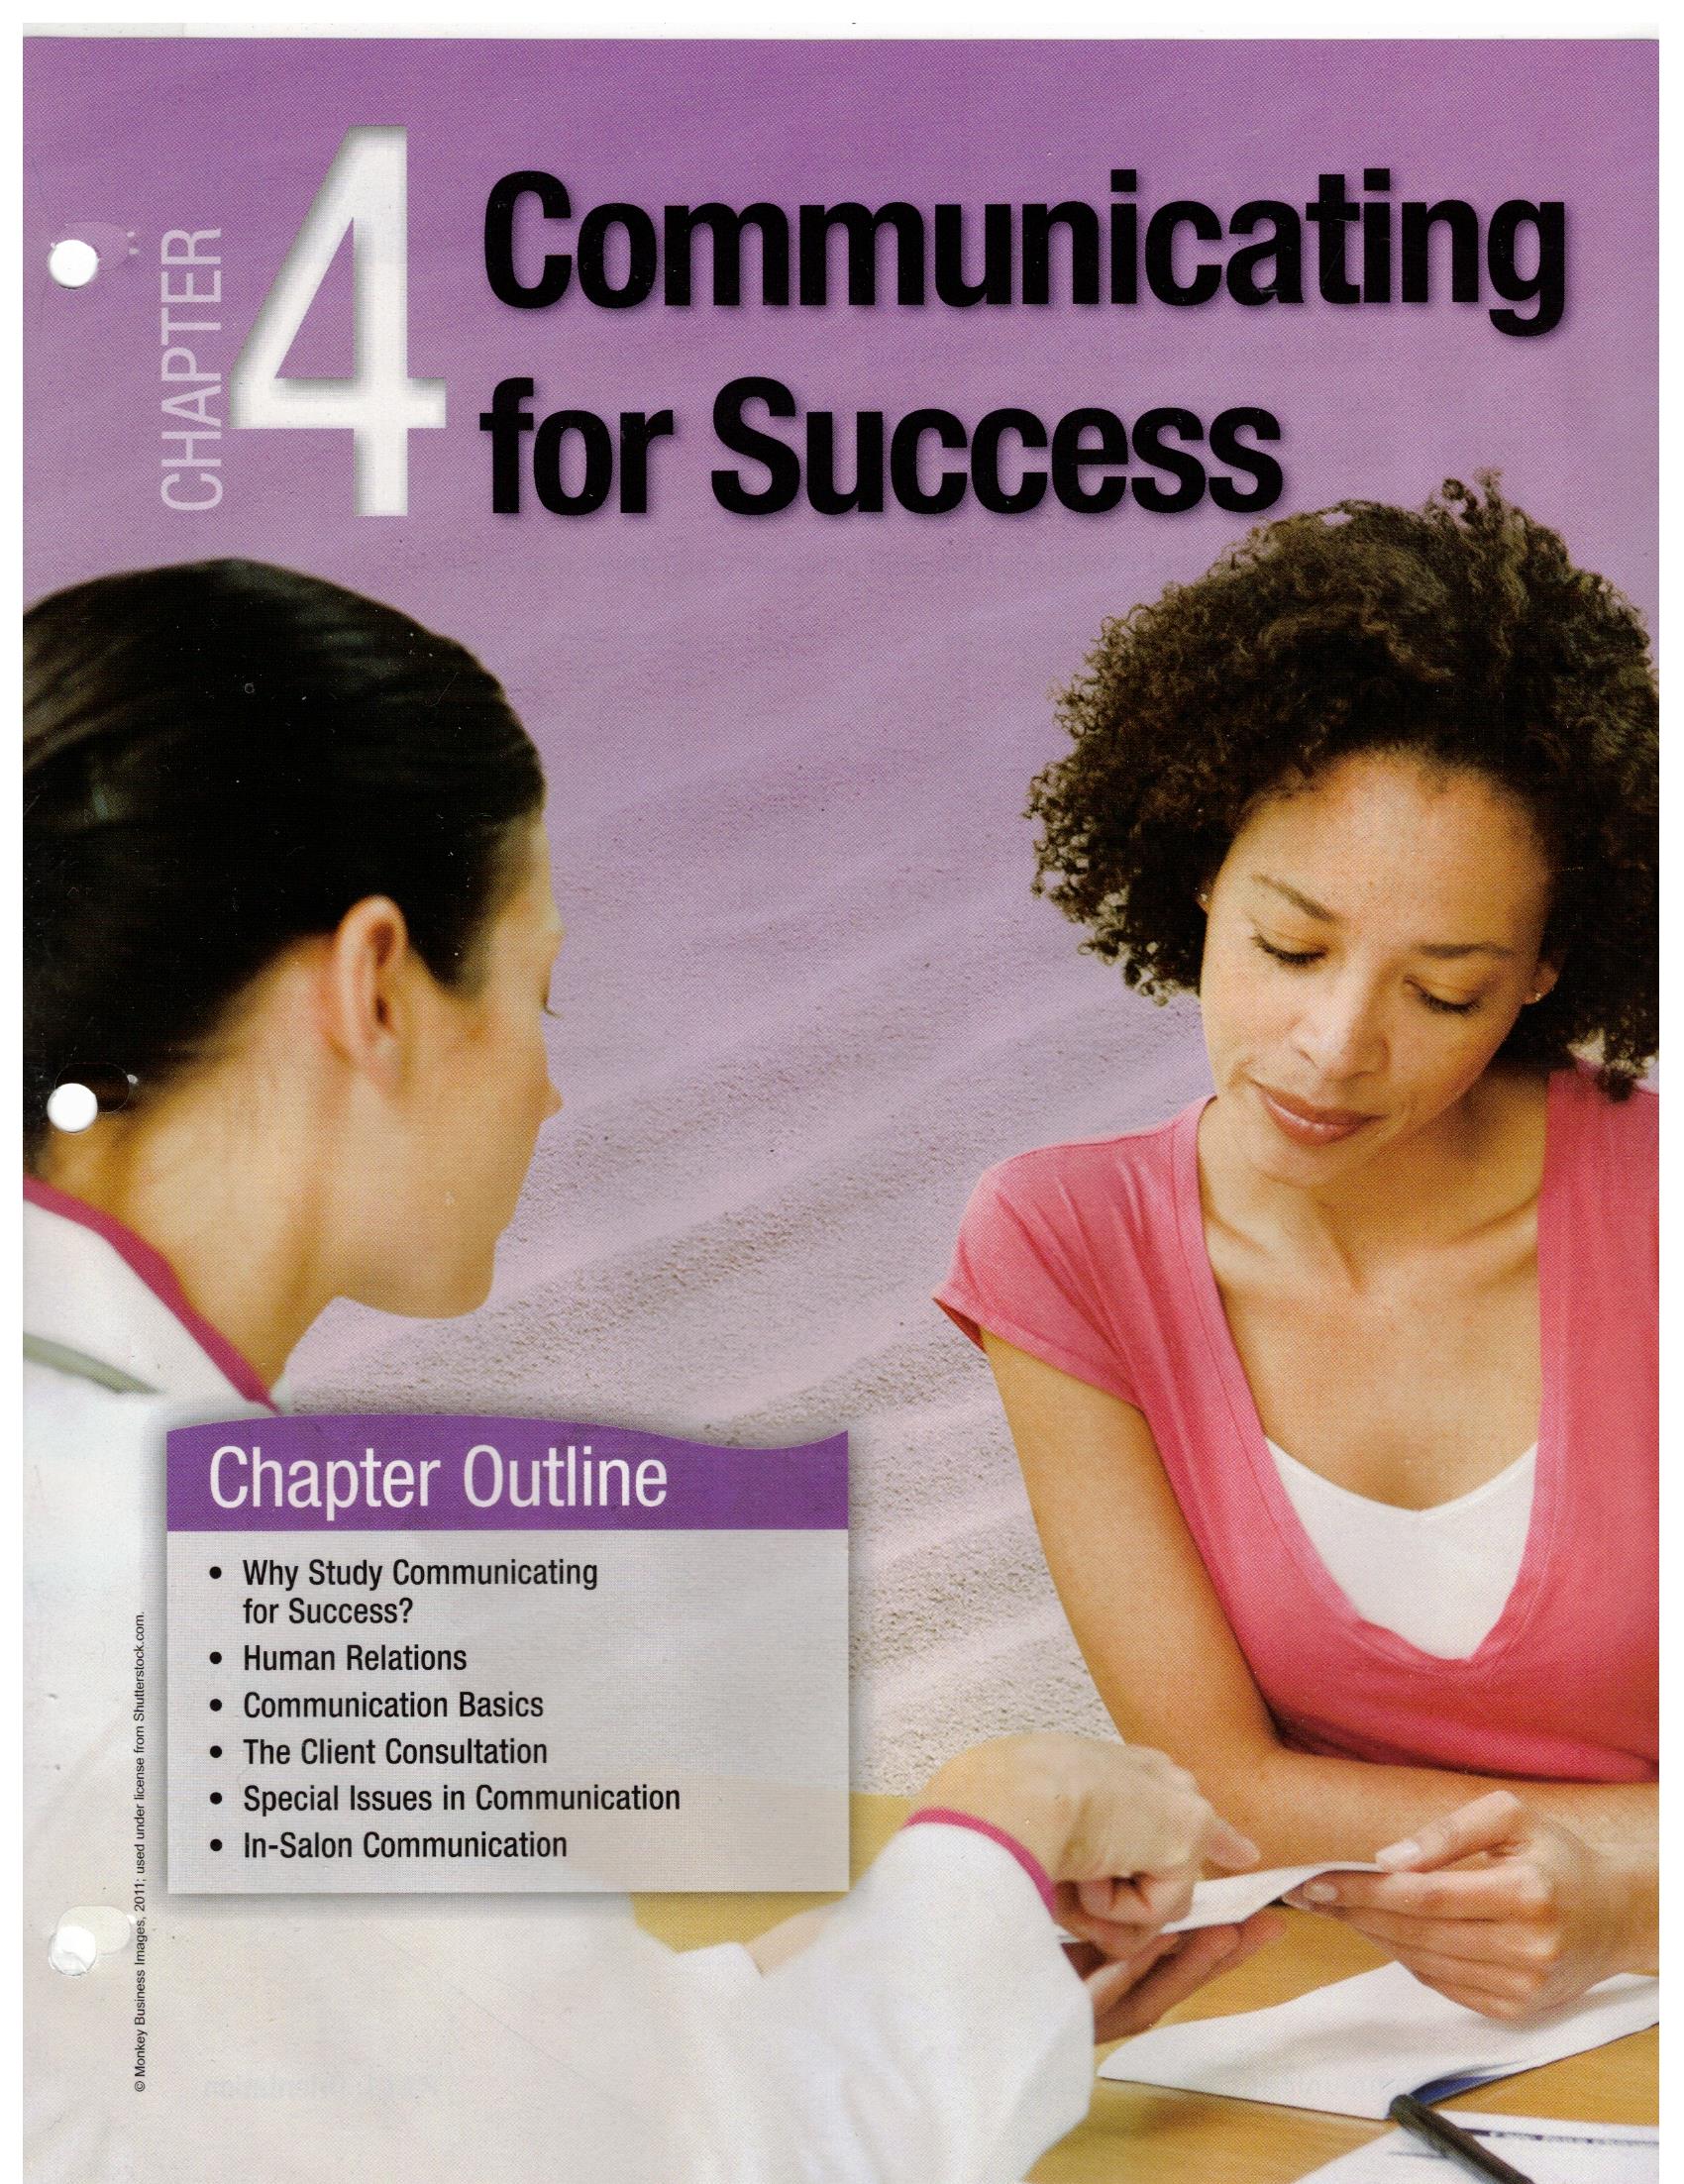 CHAPTER
4
Communicating
for Success
Chapter Outline
• Why Study Communicating
for Success?
• Human Relations
• Communication Basics
• The Client Consultation
• Special Issues in Communication
• In-Salon Communication
© Monkey Business Images, 2011; used under license from Shutterstock.com.